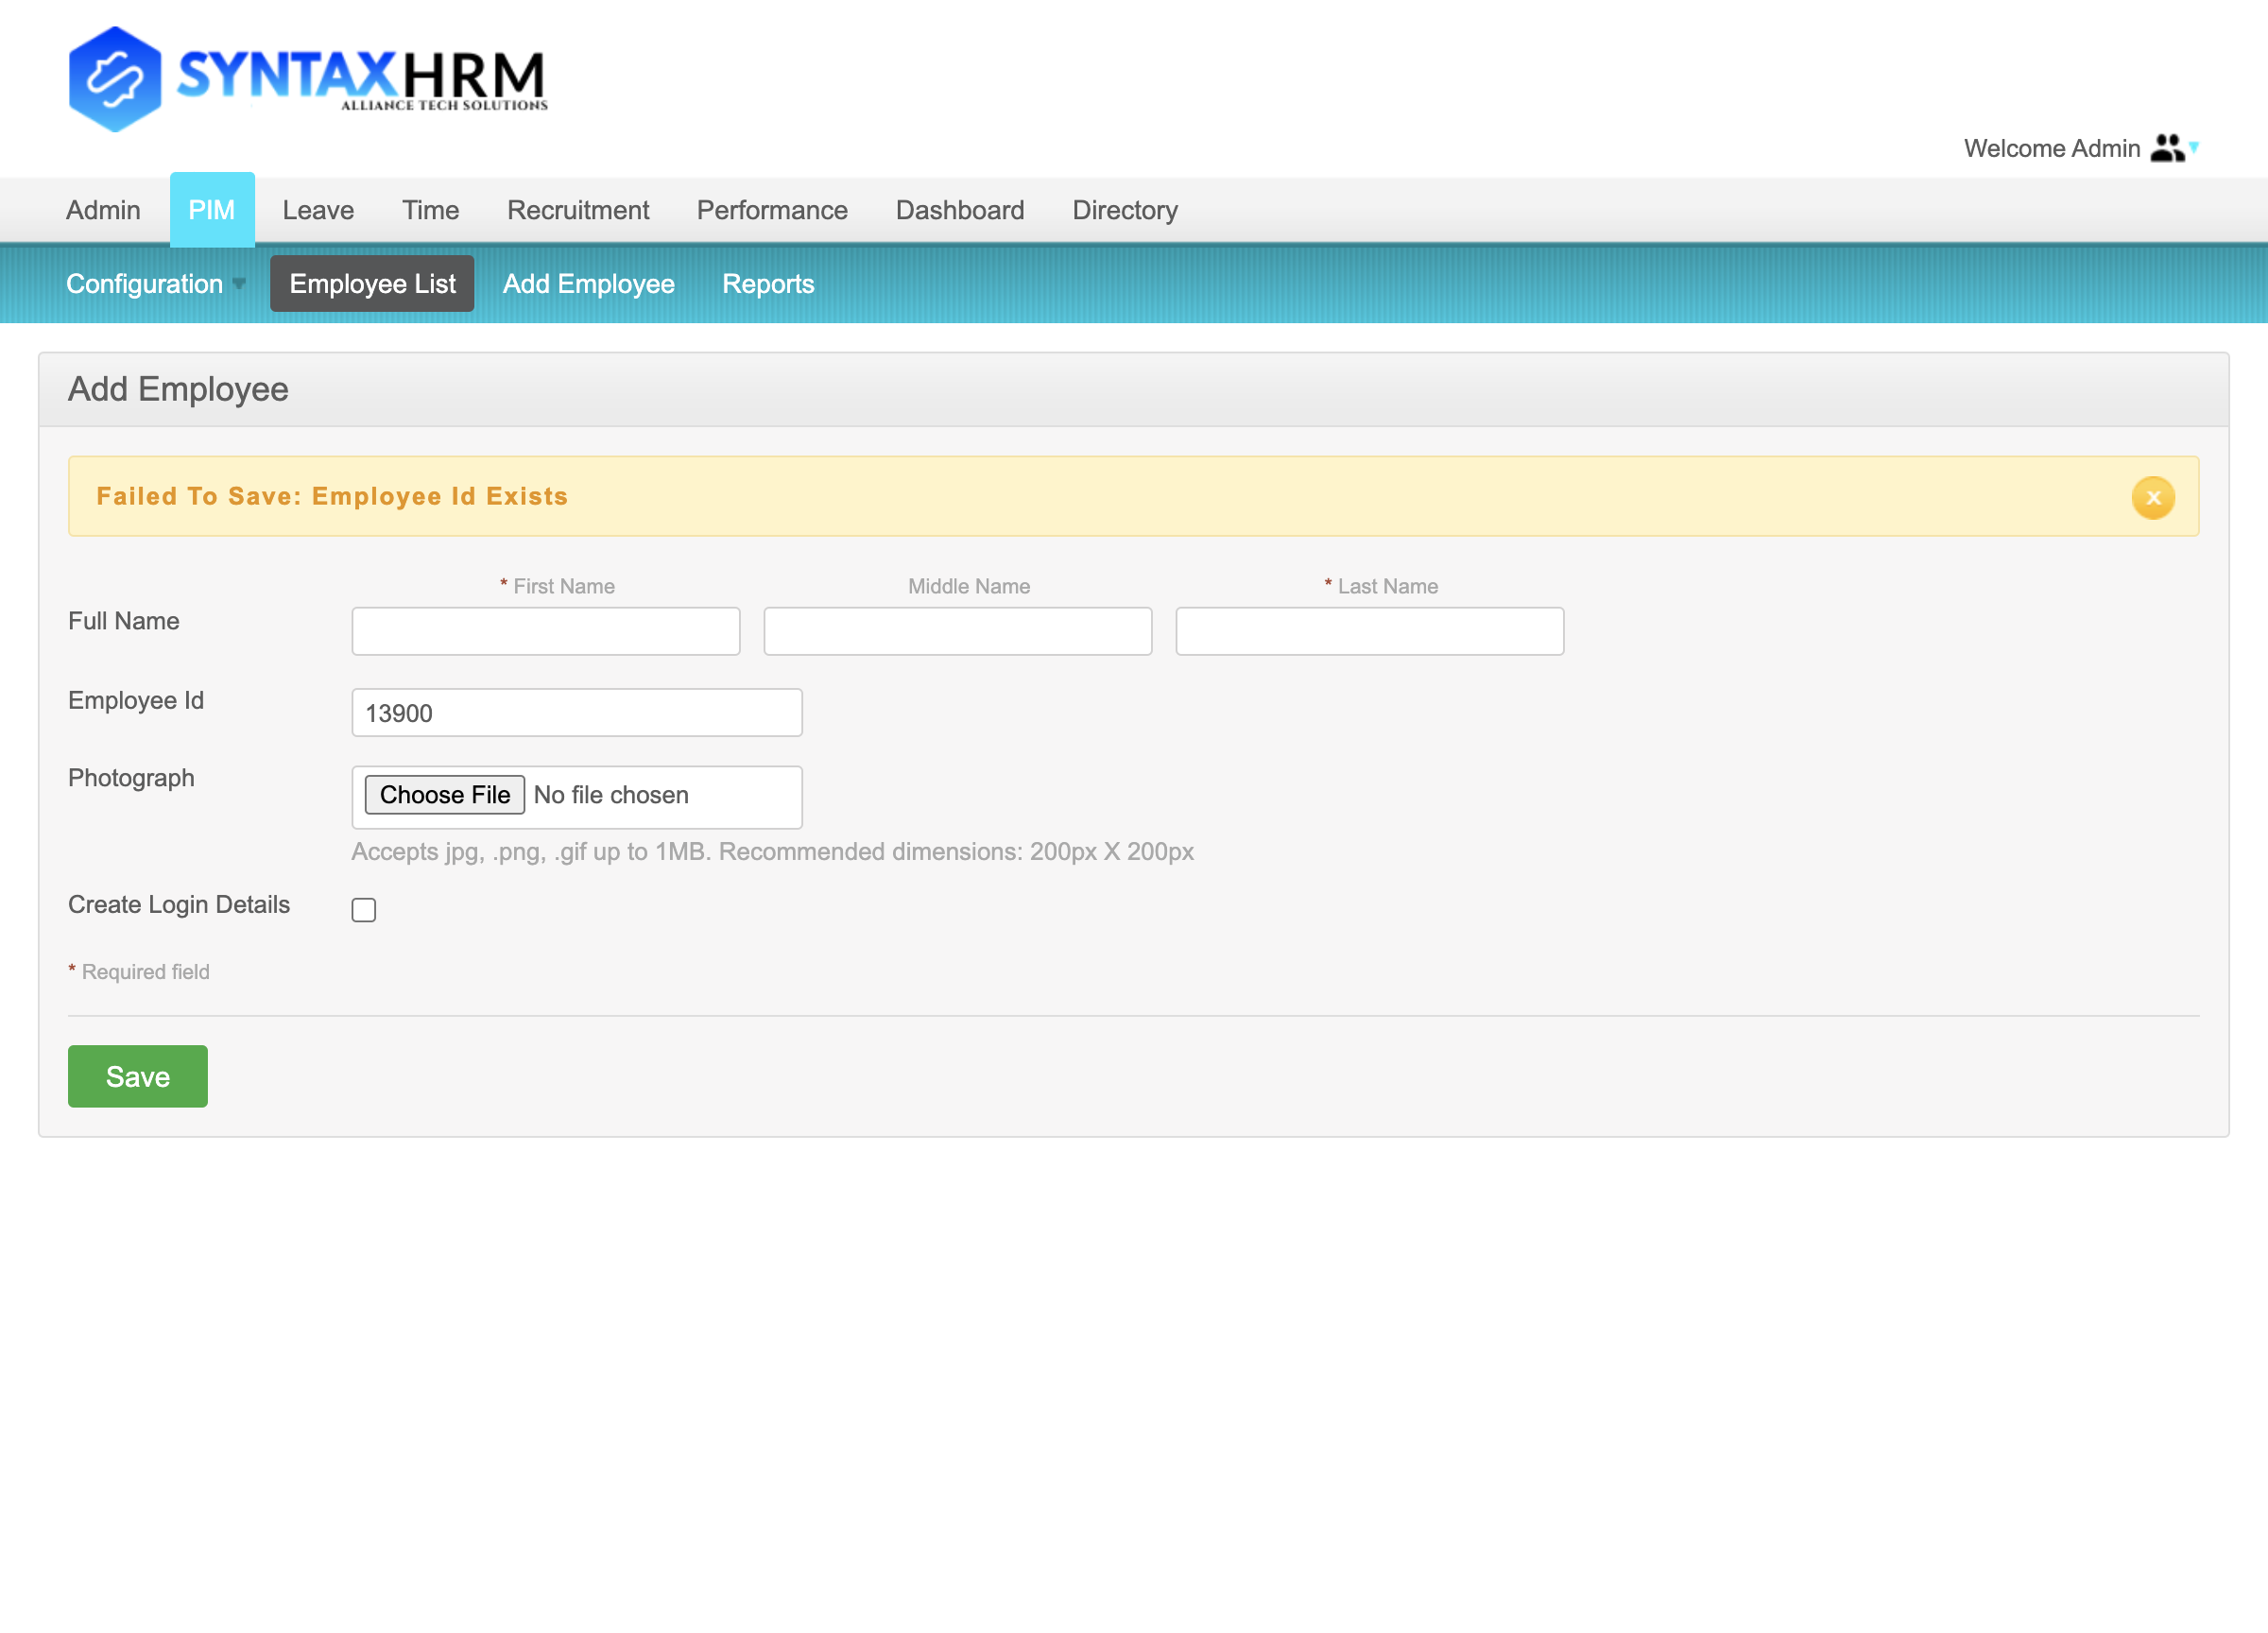 SYNTAXHRM
ALLIANCE TECH SOLUTIONS
Welcome Admin
Admin PIM Leave Time Recruitment Performance Dashboard Directory
Configuration Employee List Add Employee Reports
Add Employee
Failed To Save: Employee Id Exists
* First Name Middle Name * Last Name
Full Name
Employee Id 13900
Photograph Choose File No file chosen
Accepts jpg, .png, .gif up to 1MB. Recommended dimensions: 200px X 200px
Create Login Details
* Required field
Save